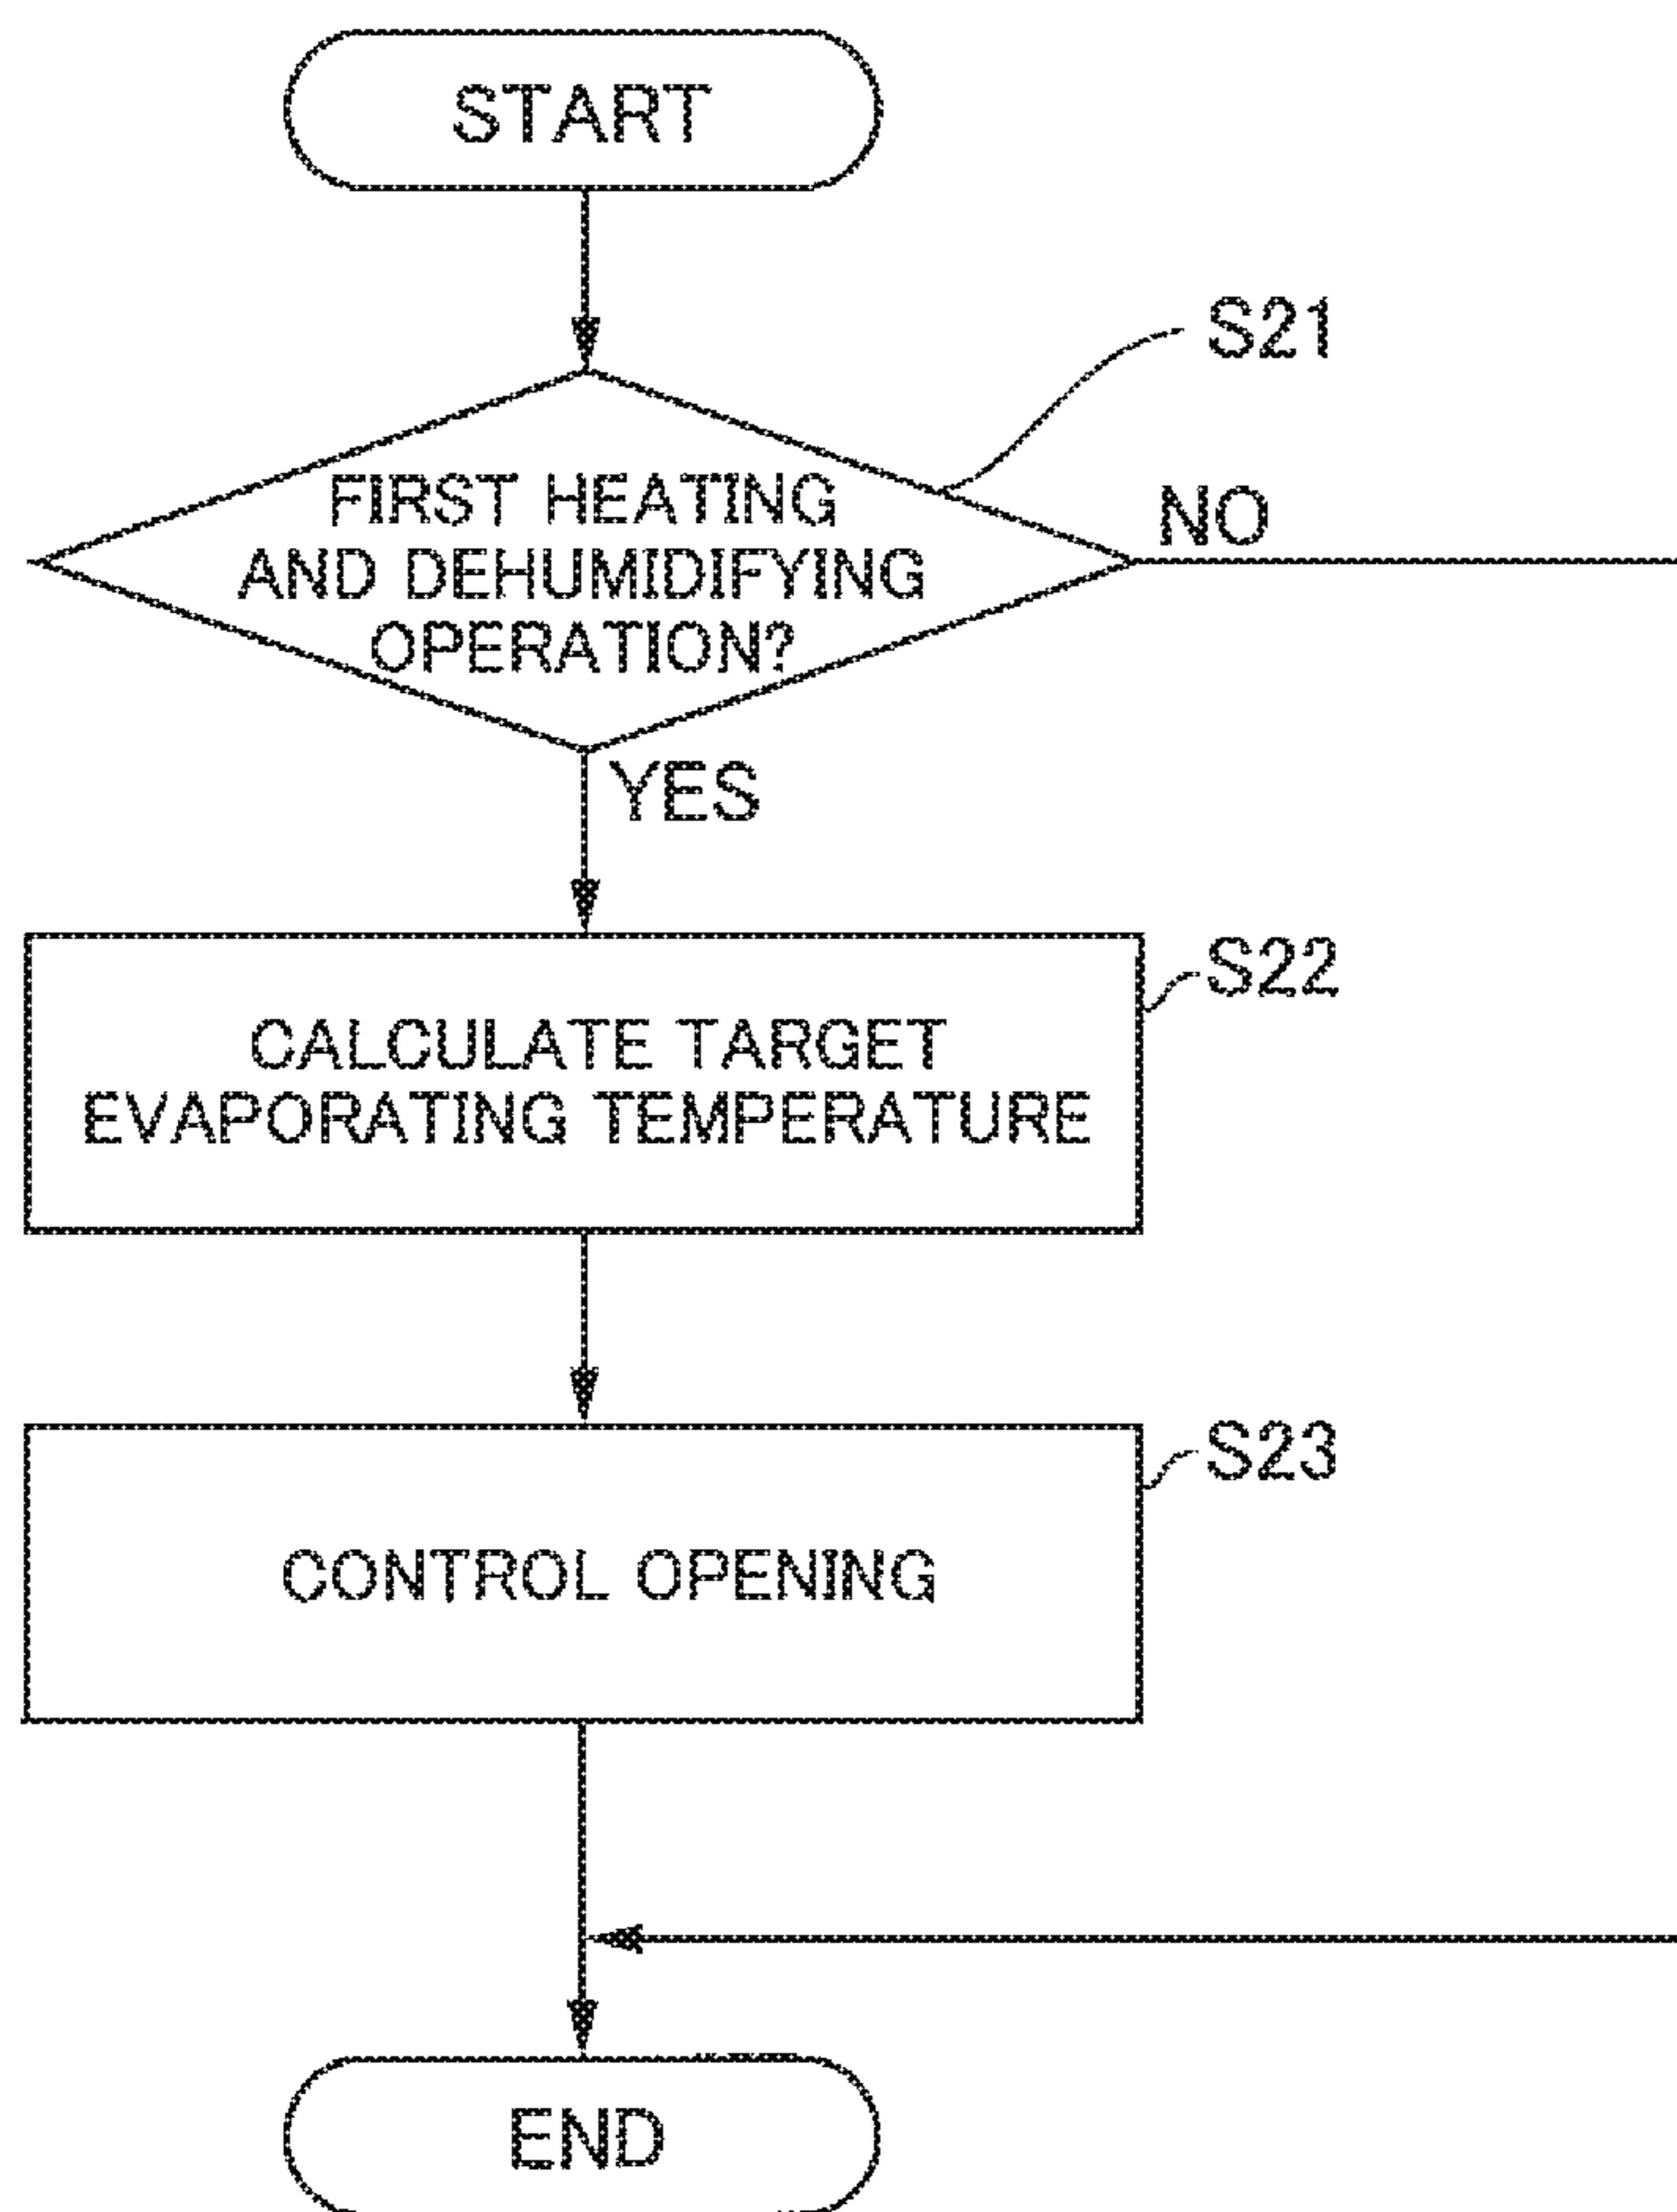 START
S21
FIRST HEATING
AND DEHUMIDIFYING
OPERATION?
NO
YES
S22
CALCULATE TARGET
EVAPORATING TEMPERATURE
S23
CONTROL OPENING
END